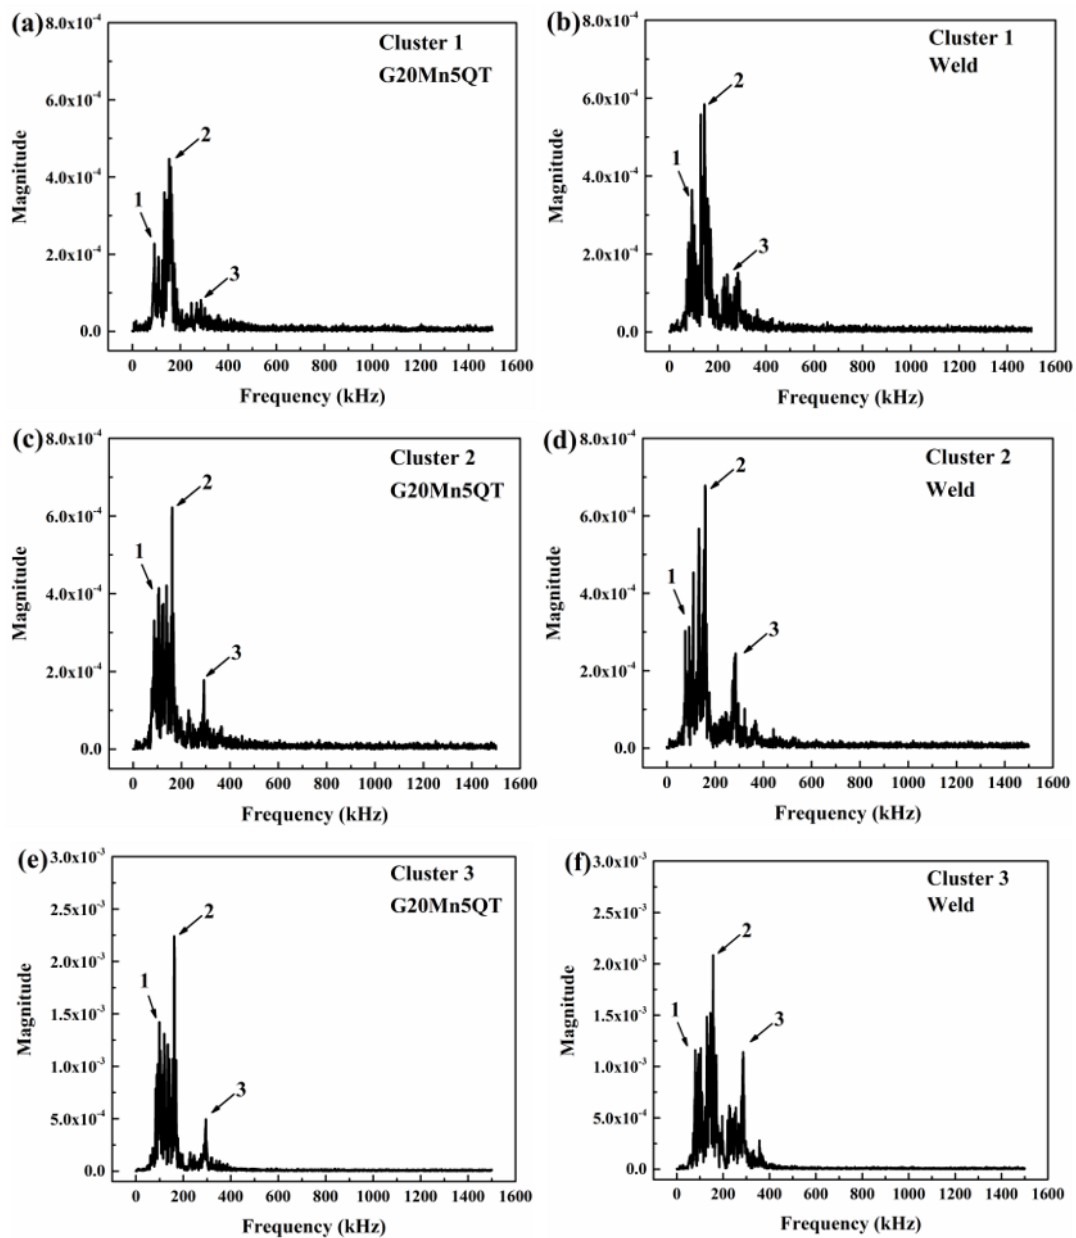 (a)
8.0x10-4
6.0x10-4
4.0x10-4
2.0x10-4
0.0
Magnitude
Cluster 1
G20Mn5QT
1
2
3
0 200 400 600 800 1000 1200 1400 1600
Frequency (kHz)
(b)
8.0x10-4
6.0x10-4
4.0x10-4
2.0x10-4
0.0
Magnitude
Cluster 1
Weld
1
2
3
0 200 400 600 800 1000 1200 1400 1600
Frequency (kHz)
(c)
8.0x10-4
6.0x10-4
4.0x10-4
2.0x10-4
0.0
Magnitude
Cluster 2
G20Mn5QT
1
2
3
0 200 400 600 800 1000 1200 1400 1600
Frequency (kHz)
(d)
8.0x10-4
6.0x10-4
4.0x10-4
2.0x10-4
0.0
Magnitude
Cluster 2
Weld
1
2
3
0 200 400 600 800 1000 1200 1400 1600
Frequency (kHz)
(e)
3.0x10-3
2.5x10-3
2.0x10-3
1.5x10-3
1.0x10-3
5.0x10-4
0.0
Magnitude
Cluster 3
G20Mn5QT
1
2
3
0 200 400 600 800 1000 1200 1400 1600
Frequency (kHz)
(f)
3.0x10-3
2.5x10-3
2.0x10-3
1.5x10-3
1.0x10-3
5.0x10-4
0.0
Magnitude
Cluster 3
Weld
1
2
3
0 200 400 600 800 1000 1200 1400 1600
Frequency (kHz)